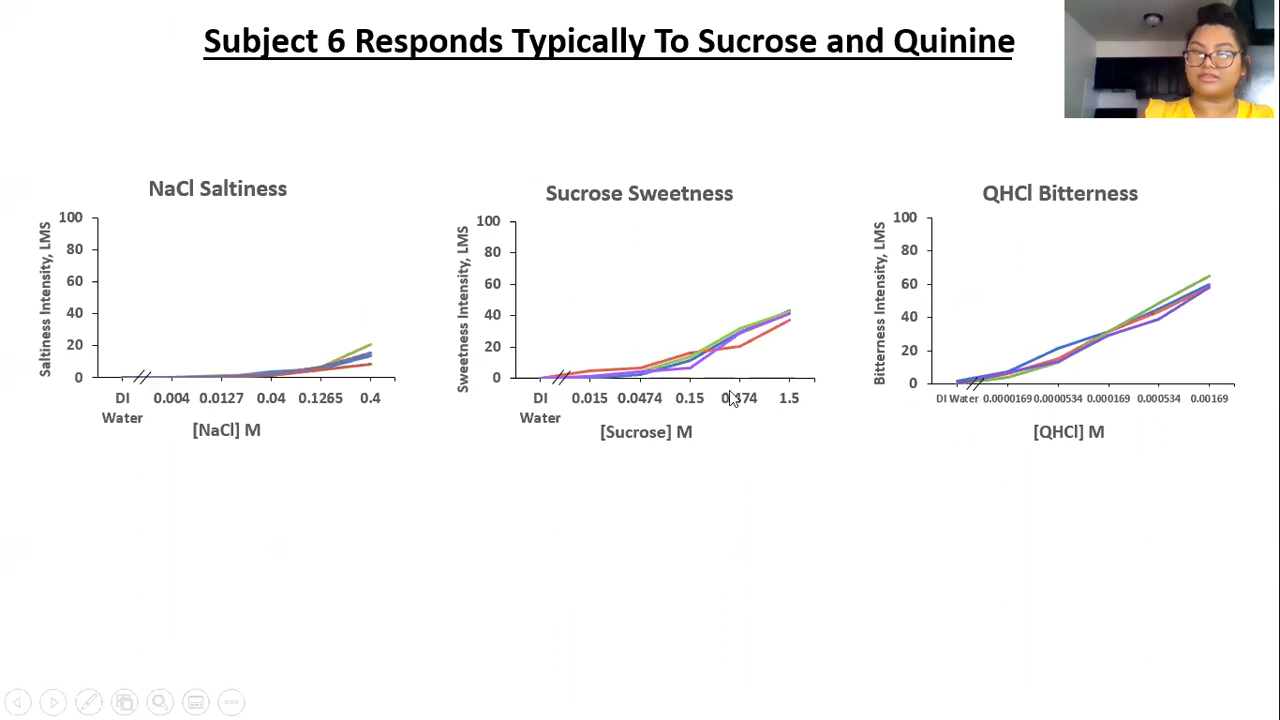 Subject 6 Responds Typically To Sucrose and Quinine
NaCl Saltiness
Saltiness Intensity, LMS
100
80
60
40
20
0
DI Water
0.004
0.0127
0.04
0.1265
0.4
[NaCl] M
Sucrose Sweetness
Sweetness Intensity, LMS
100
80
60
40
20
0
DI Water
0.015
0.0474
0.15
1.5
[Sucrose] M
QHCl Bitterness
Bitterness Intensity, LMS
100
80
60
40
20
0
DI Water
0.0000169
0.0000534
0.000169
0.000534
0.00169
[QHCl] M